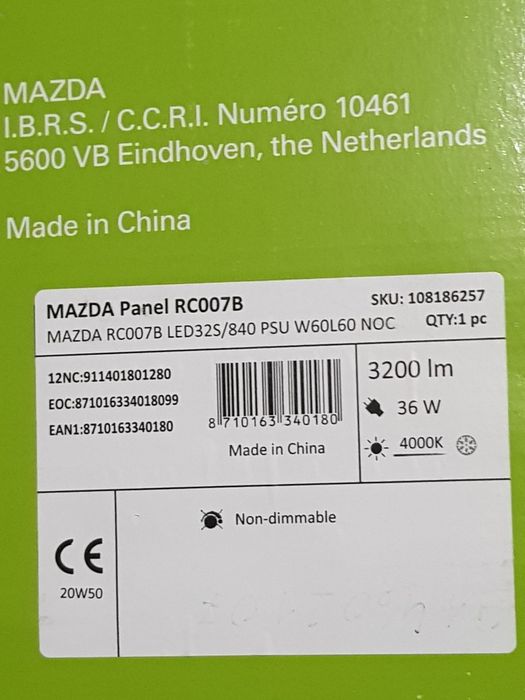 MAZDA
I.B.R.S. / C.C.R.I. Numéro 10461
5600 VB Eindhoven, the Netherlands
Made in China
MAZDA Panel RC007B
SKU: 108186257
MAZDA RC007B LED32S/840 PSU W60L60 NOC
QTY:1 pc
12NC:911401801280
EOC:871016334018099
EAN1:8710163340180
8 710163 340180
Made in China
3200 lm
36 W
4000K
Non-dimmable
CE
20W50